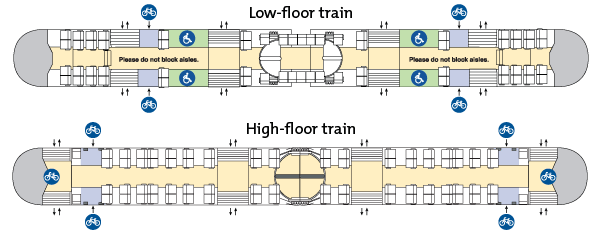 Low-floor train
Please do not block aisles.
Please do not block aisles.
High-floor train